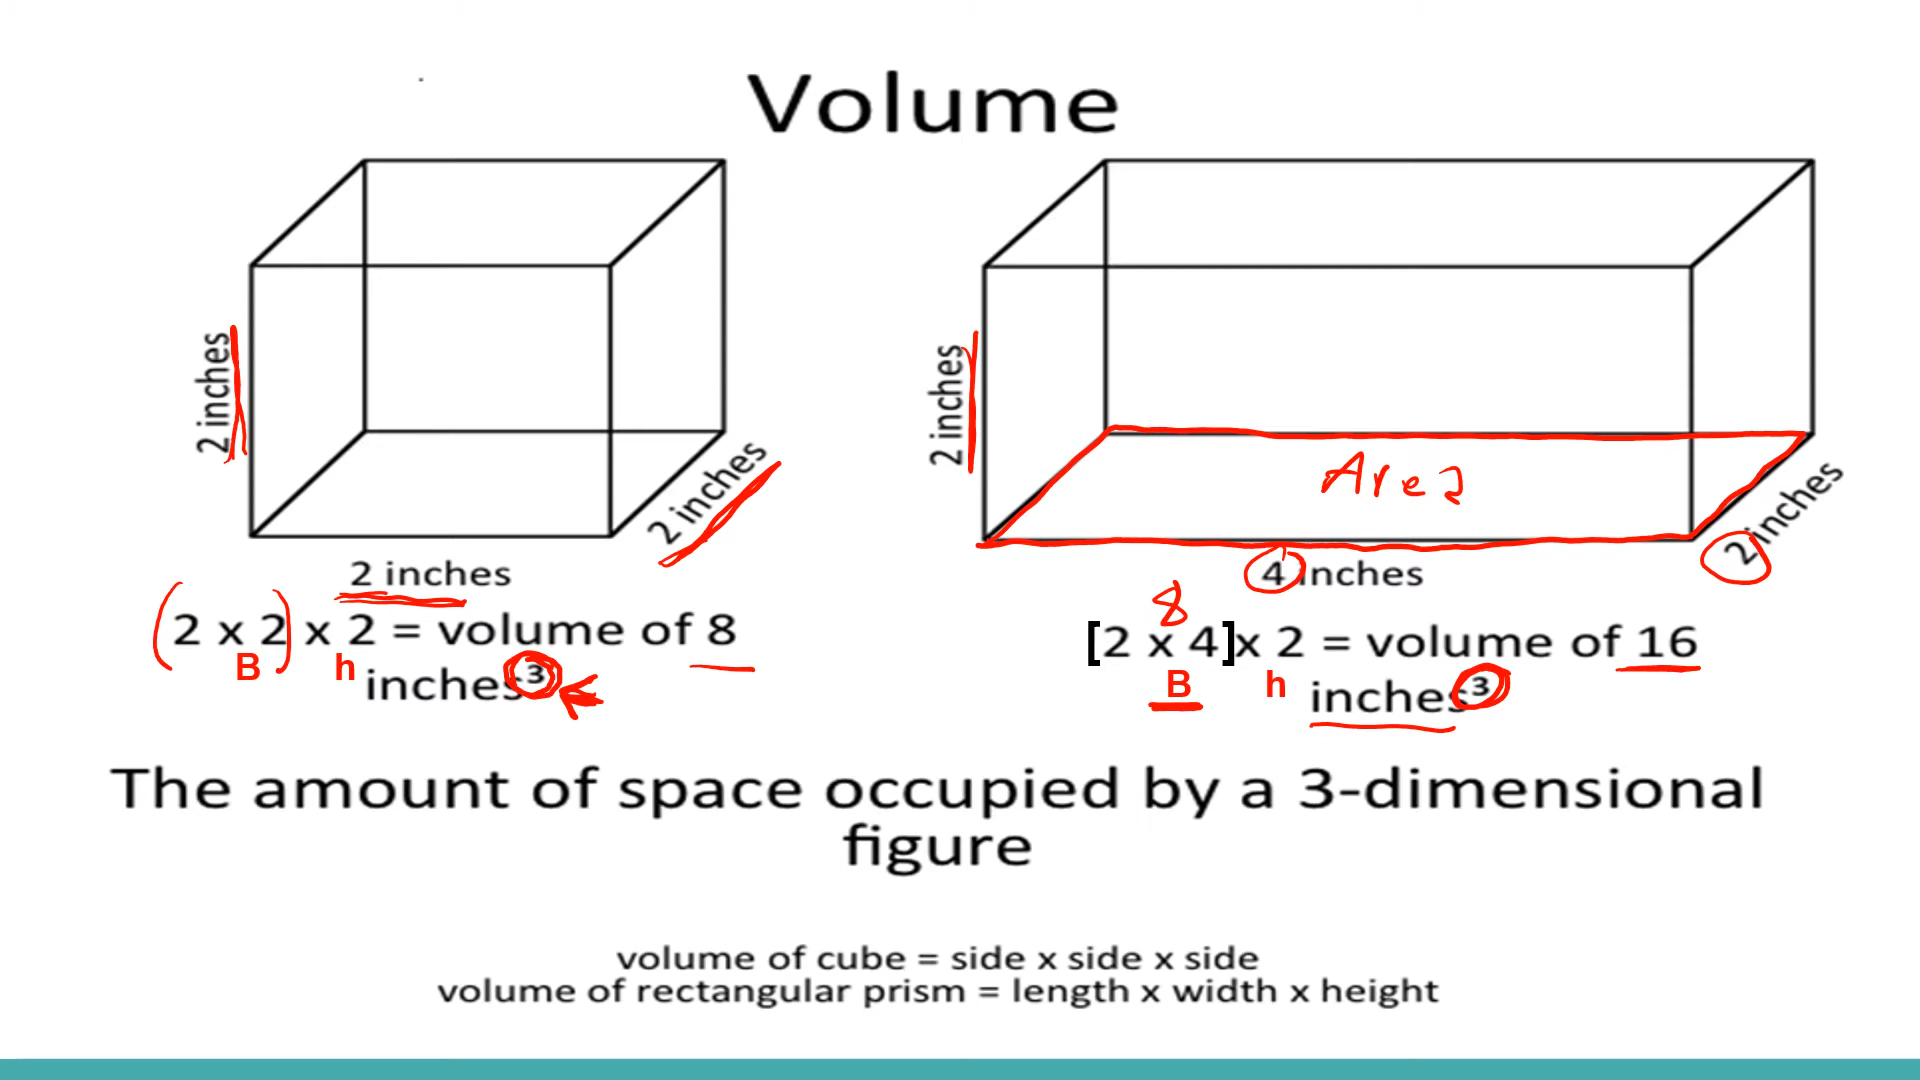 Volume
2 inches
2 inches
2 inches
(2 x 2) x 2 = volume of 8
B h
inches³
2 inches
Area
2 inches
4 inches
8
[2 x 4]x 2 = volume of 16
B h
inches³
The amount of space occupied by a 3-dimensional
figure
volume of cube = side x side x side
volume of rectangular prism = length x width x height